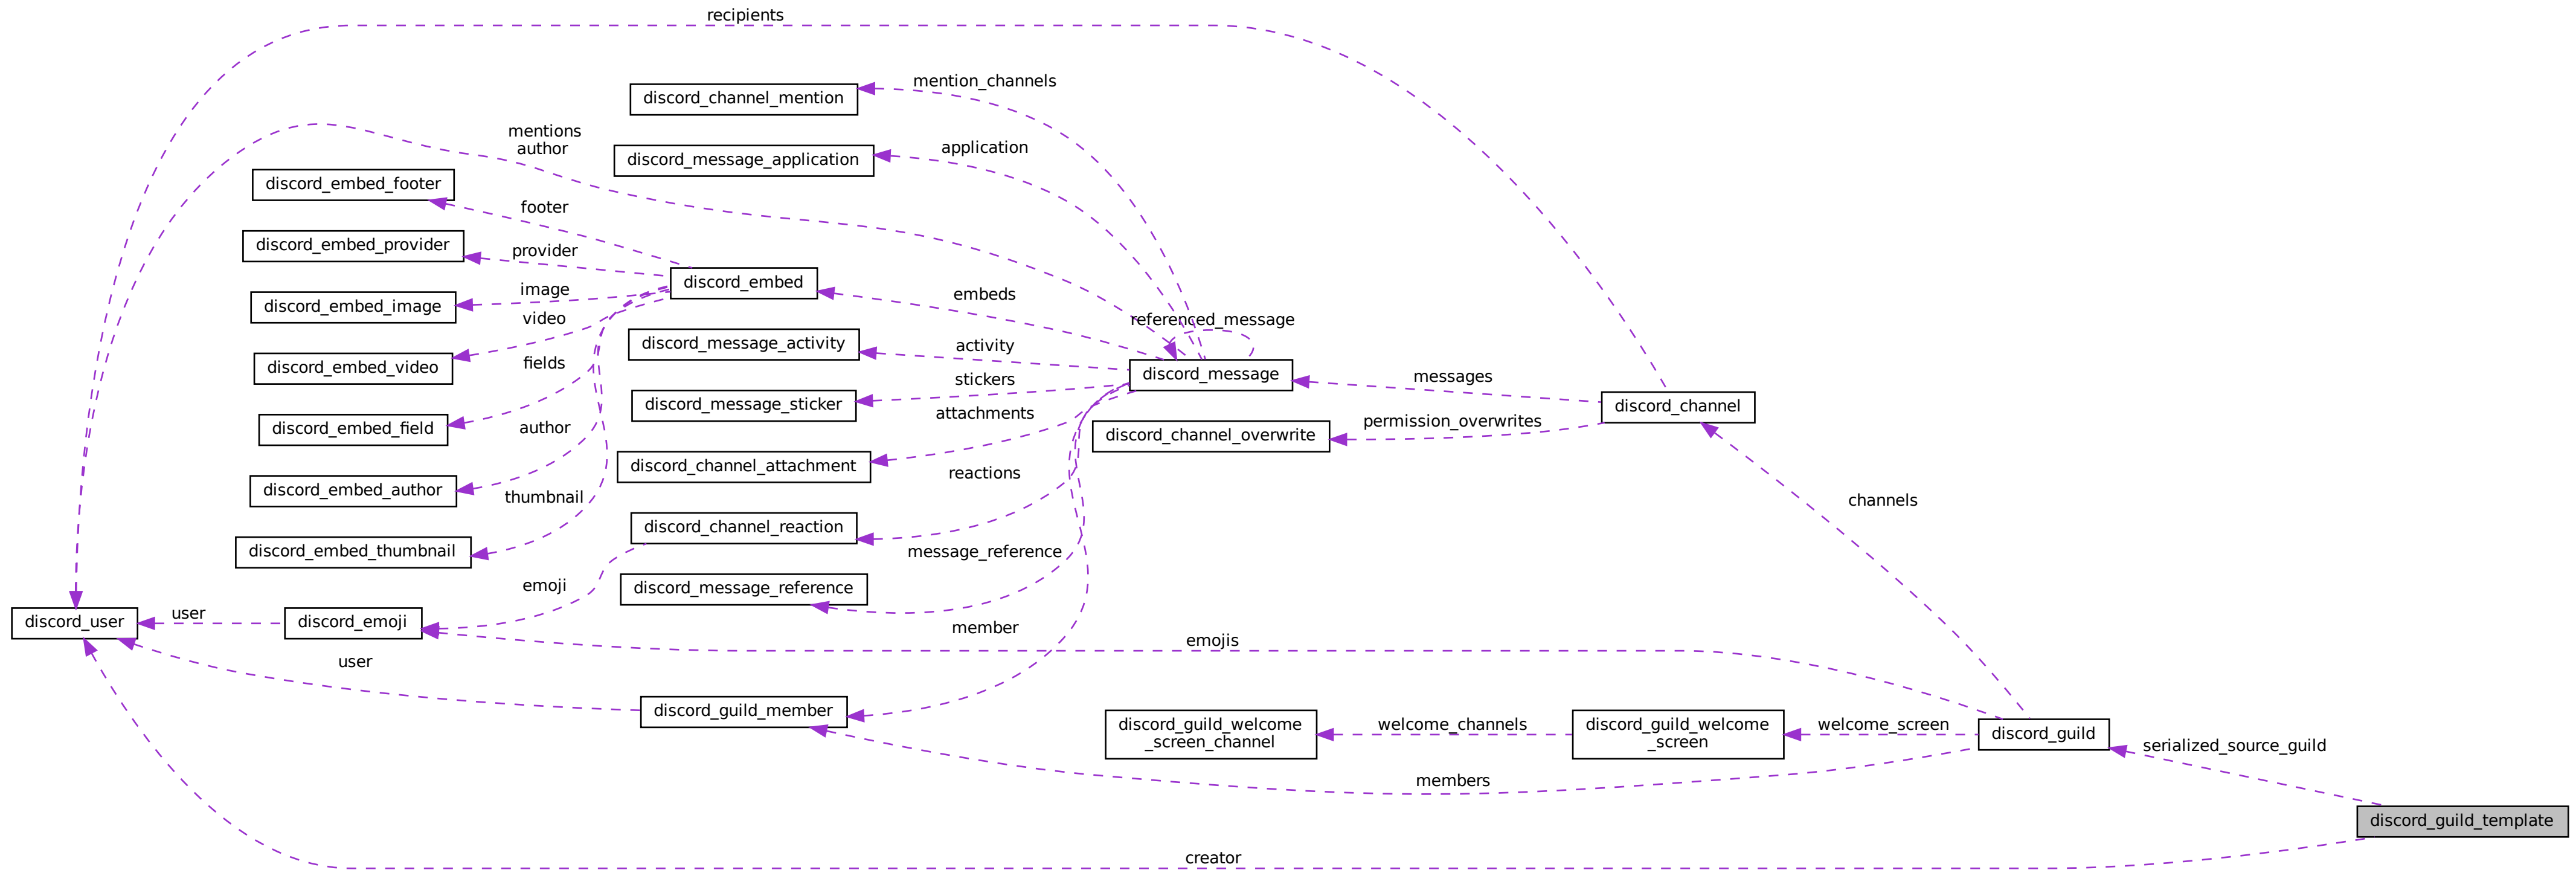 recipients
mention_channels
discord_channel_mention
mentions
author
application
discord_message_application
discord_embed_footer
footer
discord_embed_provider
provider
discord_embed
image
embeds
discord_embed_image
video
referenced_message
discord_message_activity
activity
discord_embed_video
fields
discord_message
messages
stickers
discord_message_sticker
discord_channel
attachments
permission_overwrites
discord_embed_field
author
discord_channel_overwrite
discord_channel_attachment
reactions
discord_embed_author
thumbnail
channels
discord_channel_reaction
discord_embed_thumbnail
message_reference
emoji
discord_message_reference
user
discord_user
discord_emoji
member
emojis
user
discord_guild_member
discord_guild_welcome
_screen_channel
welcome_channels
discord_guild_welcome
_screen
welcome_screen
discord_guild
serialized_source_guild
members
discord_guild_template
creator